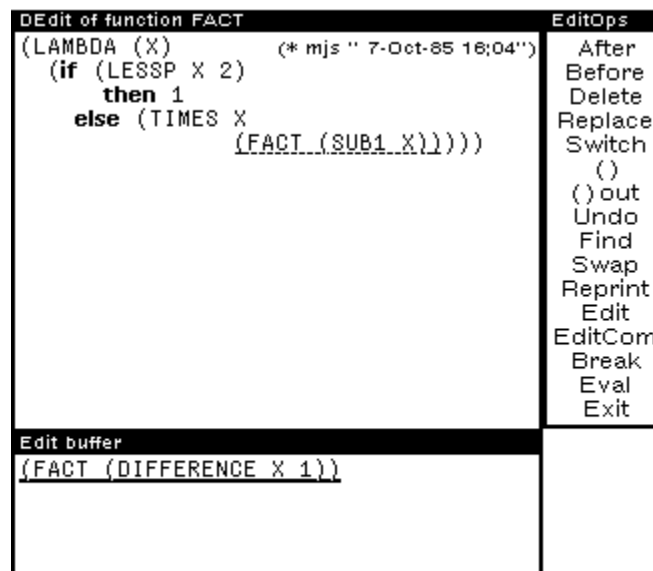 DEdit of function FACT
(LAMBDA (X) (* mjs " 7-Oct-85 16:04")
(if (LESSP X 2)
then 1
else (TIMES X
(FACT (SUB1 X)))))
Edit buffer
(FACT (DIFFERENCE X 1))
EditOps
After
Before
Delete
Replace
Switch
()
() out
Undo
Find
Swap
Reprint
Edit
EditCom
Break
Eval
Exit